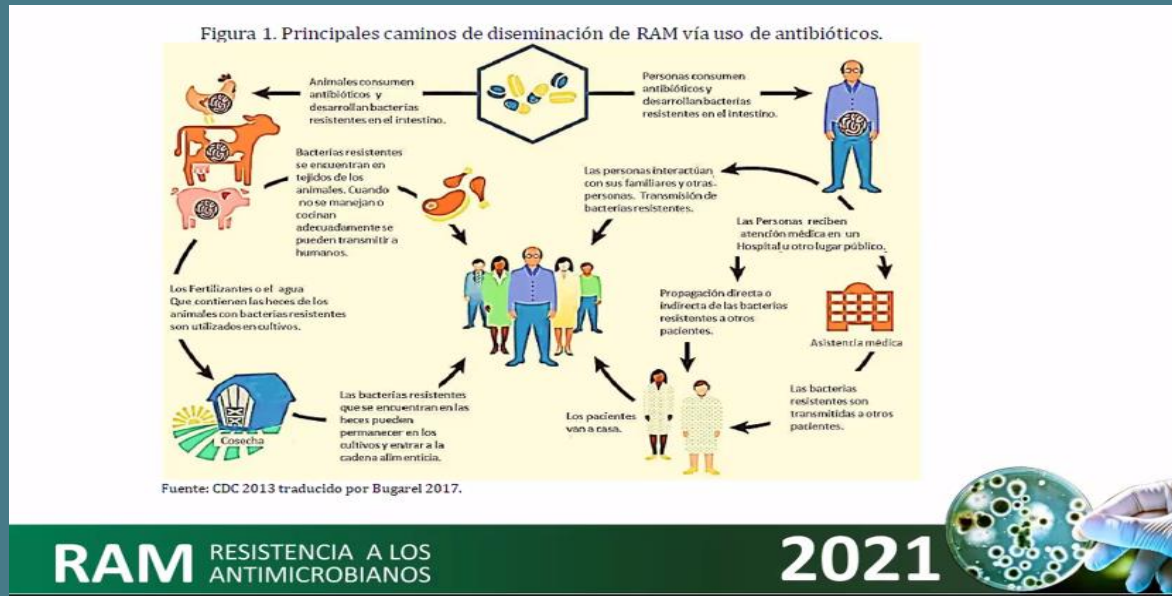 Figura 1. Principales caminos de diseminación de RAM vía uso de antibióticos.
Animales consumen
antibióticos y
desarrollan bacterias
resistentes en el intestino.
Personas consumen
antibióticos y
desarrollan bacterias
resistentes en el intestino.
Bacterias resistentes
se encuentran en
tejidos de los
animales. Cuando
no se manejan o
cocinan
adecuadamente se
pueden transmitir a
humanos.
Las personas interactúan
con sus familiares y otras
personas. Transmisión de
bacterias resistentes.
Las Personas reciben
atención médica en un
Hospital u otro lugar público.
Los Fertilizantes o el agua
Que contienen las heces de los
animales con bacterias resistentes
son utilizados en cultivos.
Propagación directa o
indirecta de las bacterias
resistentes a otros
pacientes.
Asistencia médica
Cosecha
Las bacterias resistentes
que se encuentran en las
heces pueden
permanecer en los
cultivos y entrar a la
cadena alimenticia.
Los pacientes
van a casa.
Las bacterias
resistentes son
transmitidas a otros
pacientes.
Fuente: CDC 2013 traducido por Bugarel 2017.
RAM
RESISTENCIA A LOS
ANTIMICROBIANOS
2021